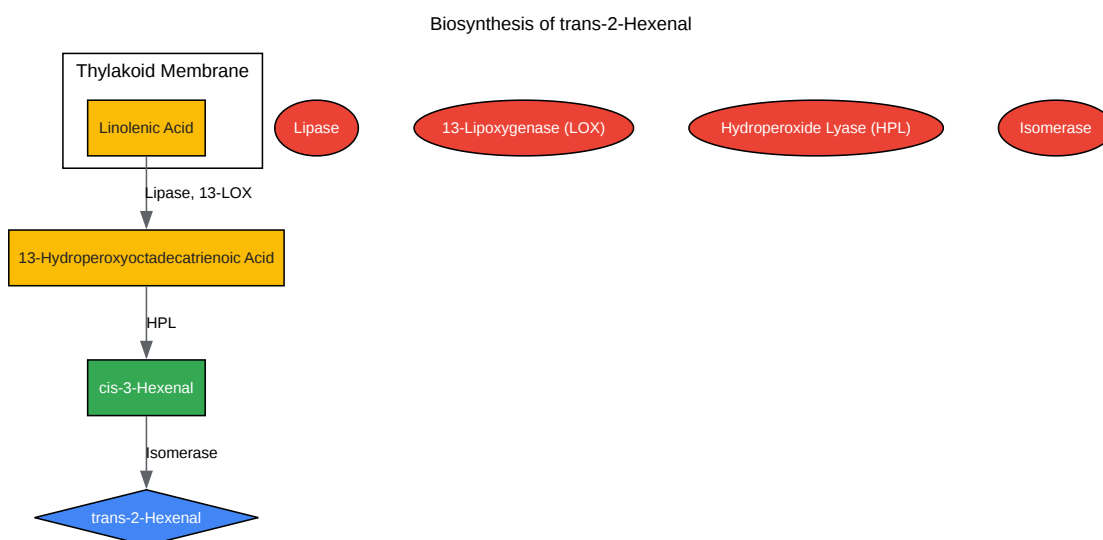 Biosynthesis of trans-2-Hexenal
Thylakoid Membrane
Linolenic Acid
Lipase
13-Lipoxygenase (LOX)
Hydroperoxide Lyase (HPL)
Isomerase
Lipase, 13-LOX
13-Hydroperoxyoctadecatrienoic Acid
HPL
cis-3-Hexenal
Isomerase
trans-2-Hexenal